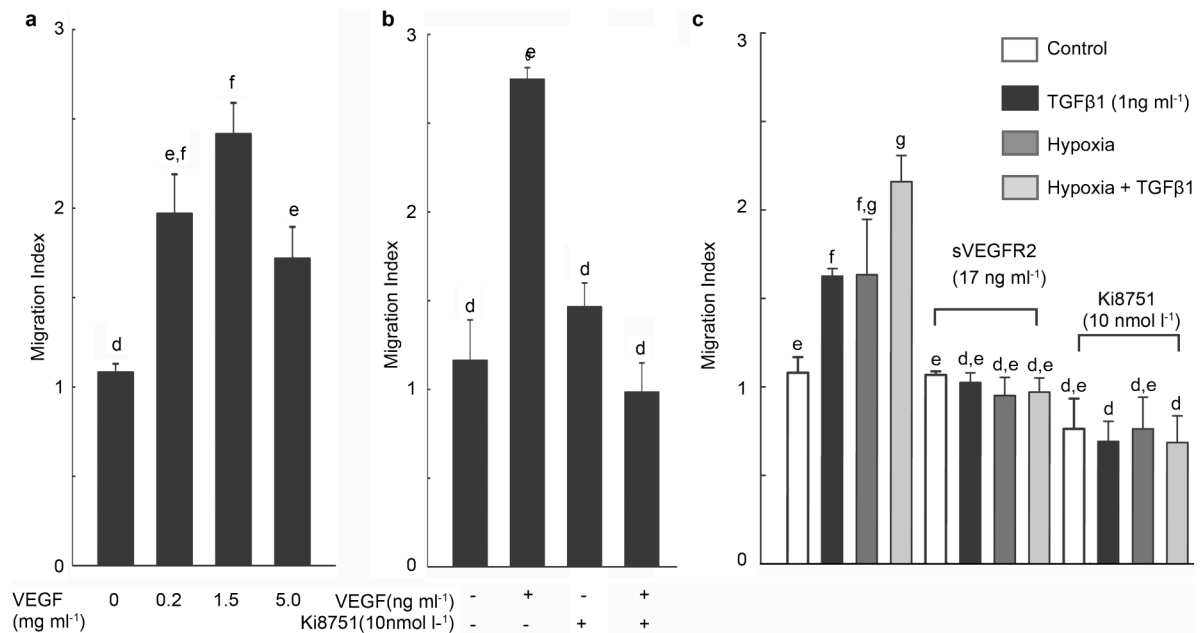 a
3
2
1
0
Migration Index
d
e,f
f
e
VEGF
(mg ml-1)
0 0.2 1.5 5.0
b
3
2
1
0
Migration Index
d
e
d
d
VEGF(ng ml-1) - + - +
Ki8751(10nmol l-1) - - + +
c
3
2
1
0
Migration Index
Control
TGFβ1 (1ng ml-1)
Hypoxia
Hypoxia + TGFβ1
e
f
f,g
g
sVEGFR2
(17 ng ml-1)
e
d,e
d,e
d,e
Ki8751
(10 nmol l-1)
d,e
d
d,e
d